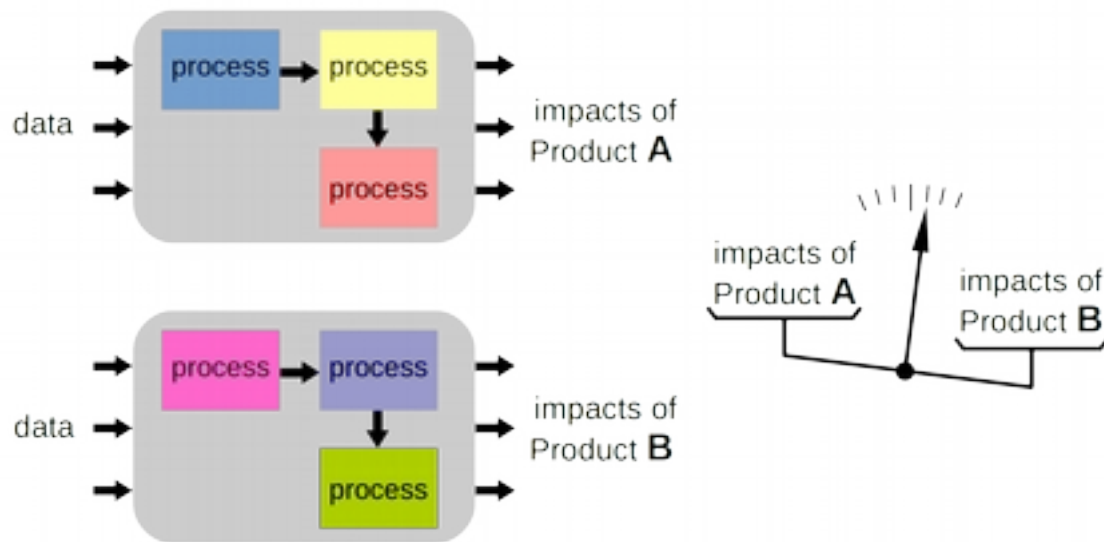 process
process
data
impacts of
Product A
process
impacts of
Product A
impacts of
Product B
process
process
data
impacts of
Product B
process